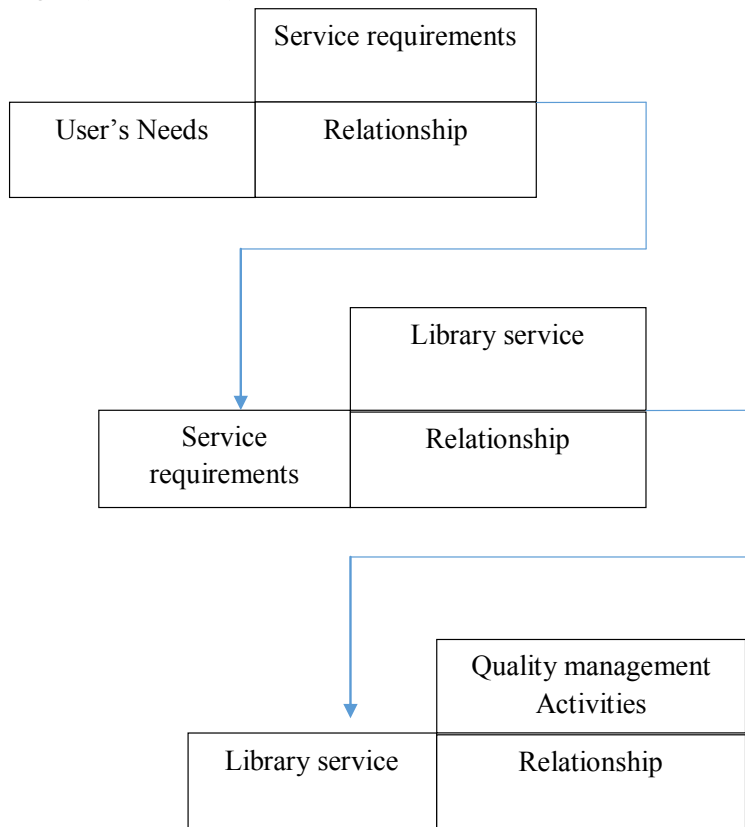 Service requirements
User’s Needs
Relationship
Library service
Service
requirements
Relationship
Quality management
Activities
Library service
Relationship